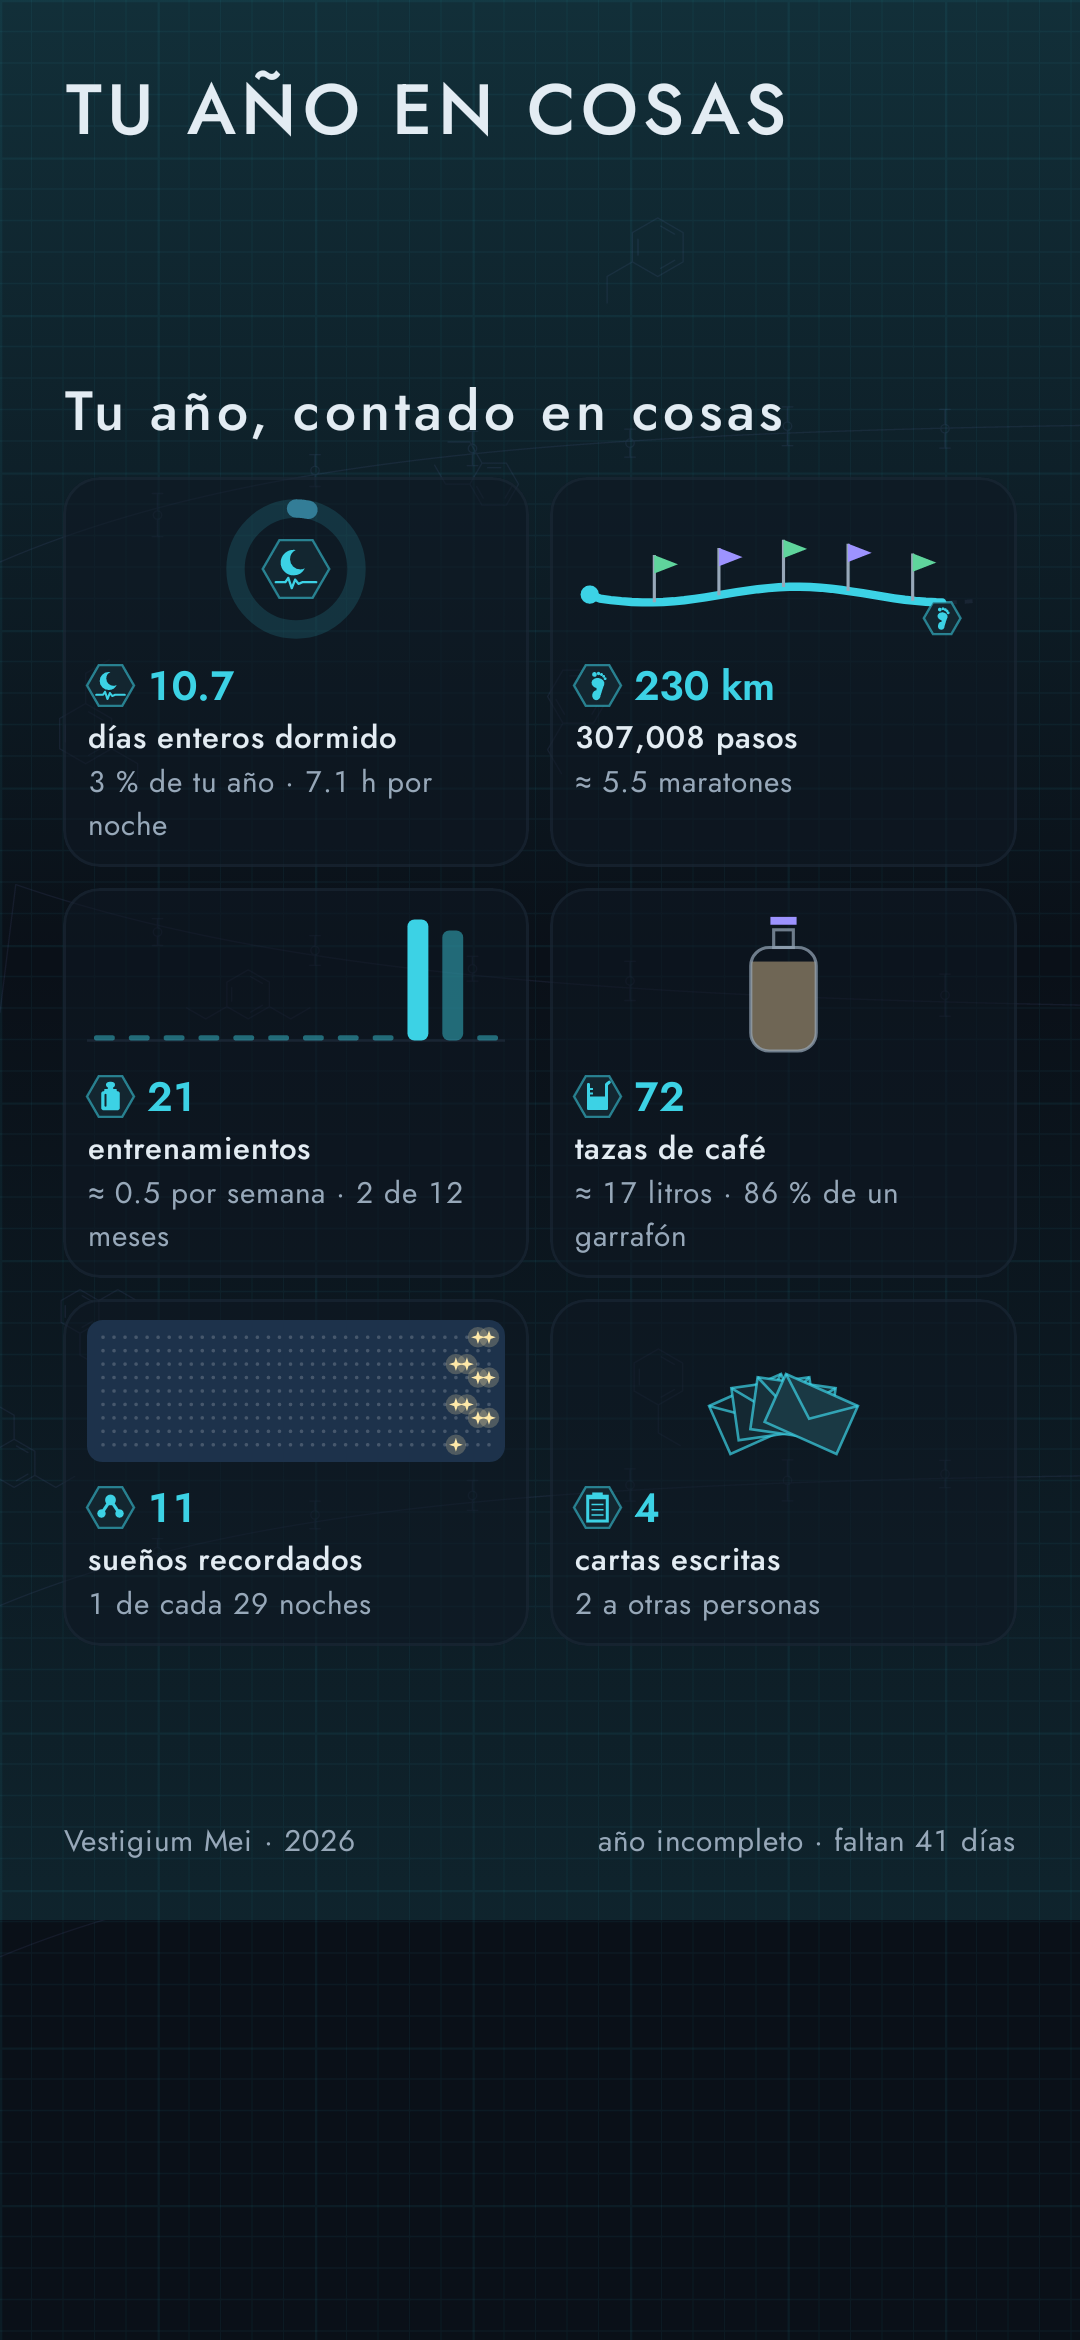 TU AÑO EN COSAS
Tu año, contado en cosas
10.7
días enteros dormido
3 % de tu año · 7.1 h por
noche
230 km
307,008 pasos
≈ 5.5 maratones
21
entrenamientos
≈ 0.5 por semana · 2 de 12
meses
72
tazas de café
≈ 17 litros · 86 % de un
garrafón
11
sueños recordados
1 de cada 29 noches
4
cartas escritas
2 a otras personas
Vestigium Mei · 2026
año incompleto · faltan 41 días